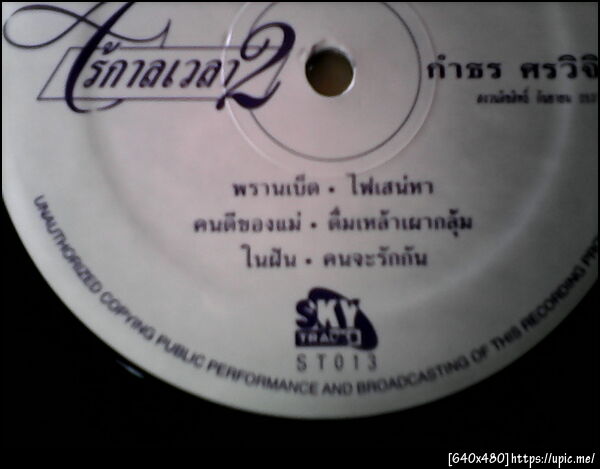 ไร้กาลเวลา 2
กำธร ศรวิจิ
พรานเบ็ด • ไฟเสน่หา
คนดีของแม่ • ดื่มเหล้าเผากลุ้ม
ในฝัน • คนจะรักกัน
SKY
TRADE
ST013
UNAUTHORIZED COPYING PUBLIC PERFORMANCE AND BROADCASTING OF THIS RECORDING
[640x480]https://upic.me/